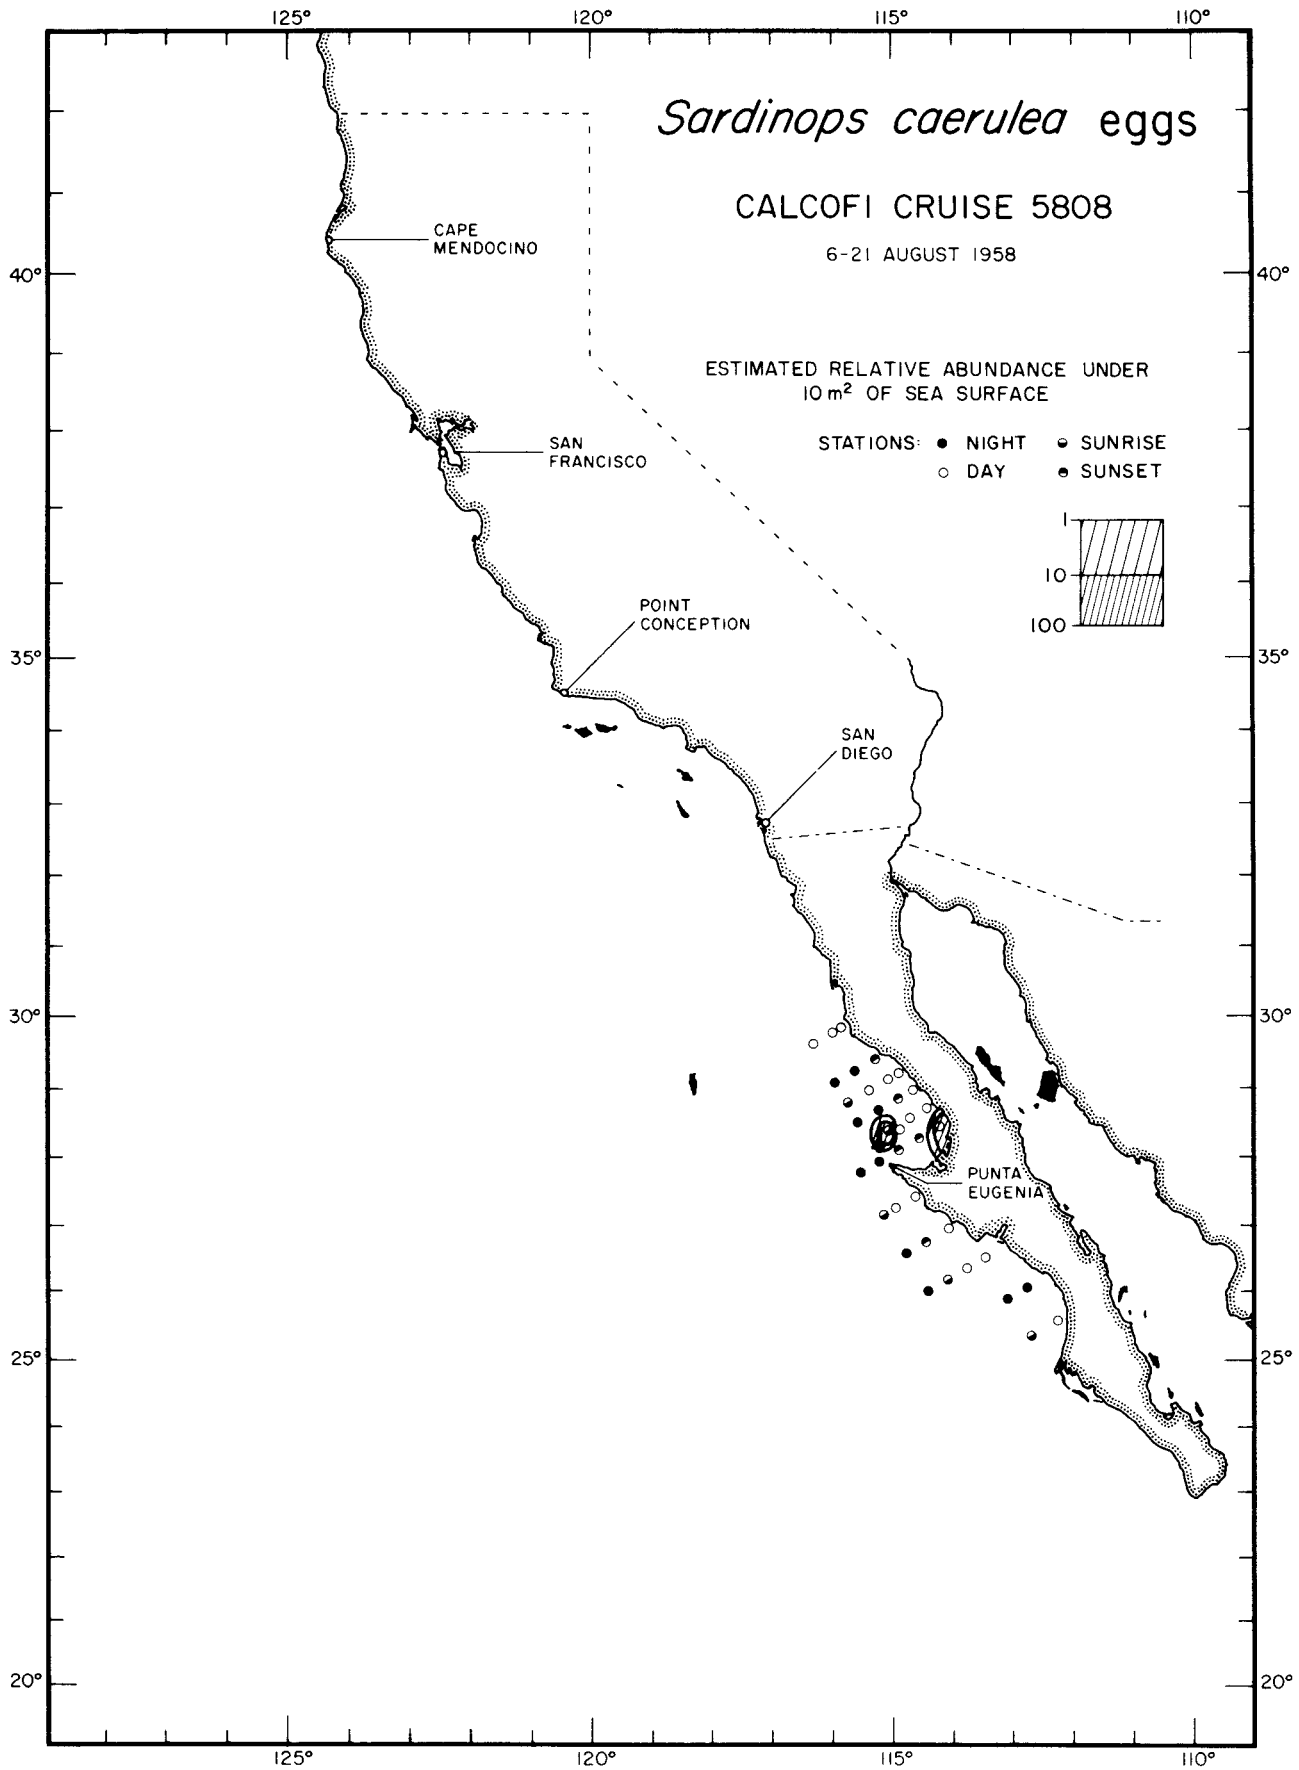 125° 120° 115° 110°
Sardinops caerulea eggs
CALCOFI CRUISE 5808
6-21 AUGUST 1958
CAPE
MENDOCINO
40° 40°
ESTIMATED RELATIVE ABUNDANCE UNDER
10 m² OF SEA SURFACE
STATIONS: NIGHT SUNRISE
DAY SUNSET
SAN
FRANCISCO
1
10
100
POINT
CONCEPTION
35° 35°
SAN
DIEGO
30° 30°
PUNTA
EUGENIA
25° 25°
20° 20°
125° 120° 115° 110°